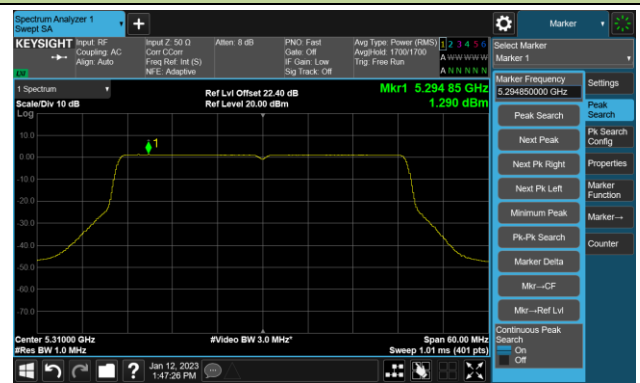 Spectrum Analyzer 1
Swept SA
Marker
KEYSIGHT
Input: RF
Coupling: AC
Align: Auto
Input Z: 50 Ω
Corr CCorr
Freq Ref: Int (S)
NFE: Adaptive
Atten: 8 dB
PNO: Fast
Gate: Off
IF Gain: Low
Sig Track: Off
Avg Type: Power (RMS)
Avg|Hold: 1700/1700
Trig: Free Run
1 2 3 4 5 6
A W W W W W
A N N N N N
LXI
Select Marker
Marker 1
1 Spectrum
Scale/Div 10 dB
Log
Ref Lvl Offset 22.40 dB
Ref Level 20.00 dBm
Mkr1 5.294 85 GHz
1.290 dBm
1
10.0
0.00
-10.0
-20.0
-30.0
-40.0
-50.0
-60.0
-70.0
Center 5.31000 GHz
#Res BW 1.0 MHz
#Video BW 3.0 MHz*
Span 60.00 MHz
Sweep 1.01 ms (401 pts)
Marker Frequency
5.294850000 GHz
Peak Search
Next Peak
Next Pk Right
Next Pk Left
Minimum Peak
Pk-Pk Search
Marker Delta
Mkr→CF
Mkr→Ref Lvl
Continuous Peak
Search
On
Off
Settings
Peak
Search
Pk Search
Config
Properties
Marker
Function
Marker→
Counter
?
Jan 12, 2023
1:47:26 PM